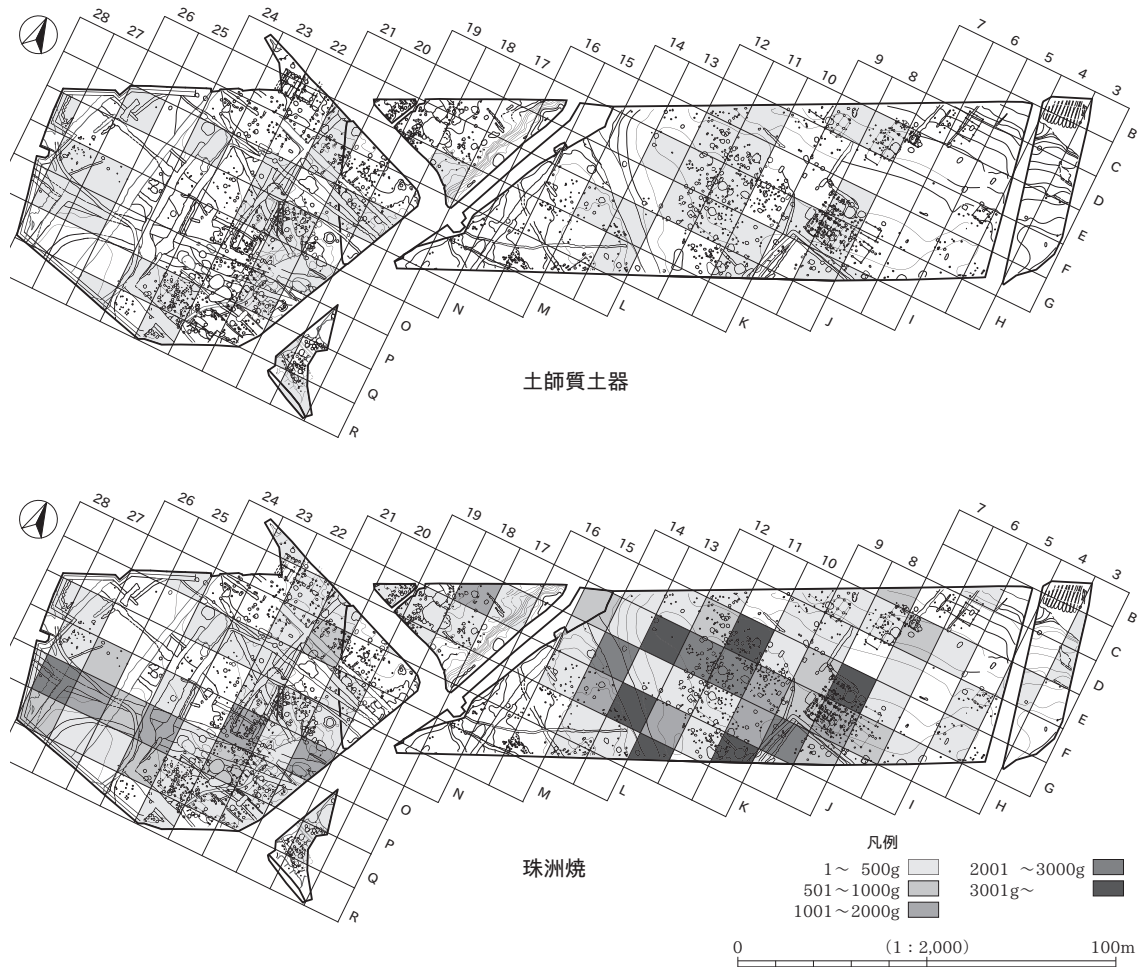 28
27
26
25
24
23
22
21
20
19
18
17
16
15
14
13
12
11
10
9
8
7
6
5
4
3
B
C
D
E
F
G
H
I
J
K
L
M
N
O
P
Q
R
土師質土器
28
27
26
25
24
23
22
21
20
19
18
17
16
15
14
13
12
11
10
9
8
7
6
5
4
3
B
C
D
E
F
G
H
I
J
K
L
M
N
O
P
Q
R
珠洲焼
凡例
1～ 500g
501～1000g
1001～2000g
2001 ～3000g
3001g～
0 (1：2,000) 100m